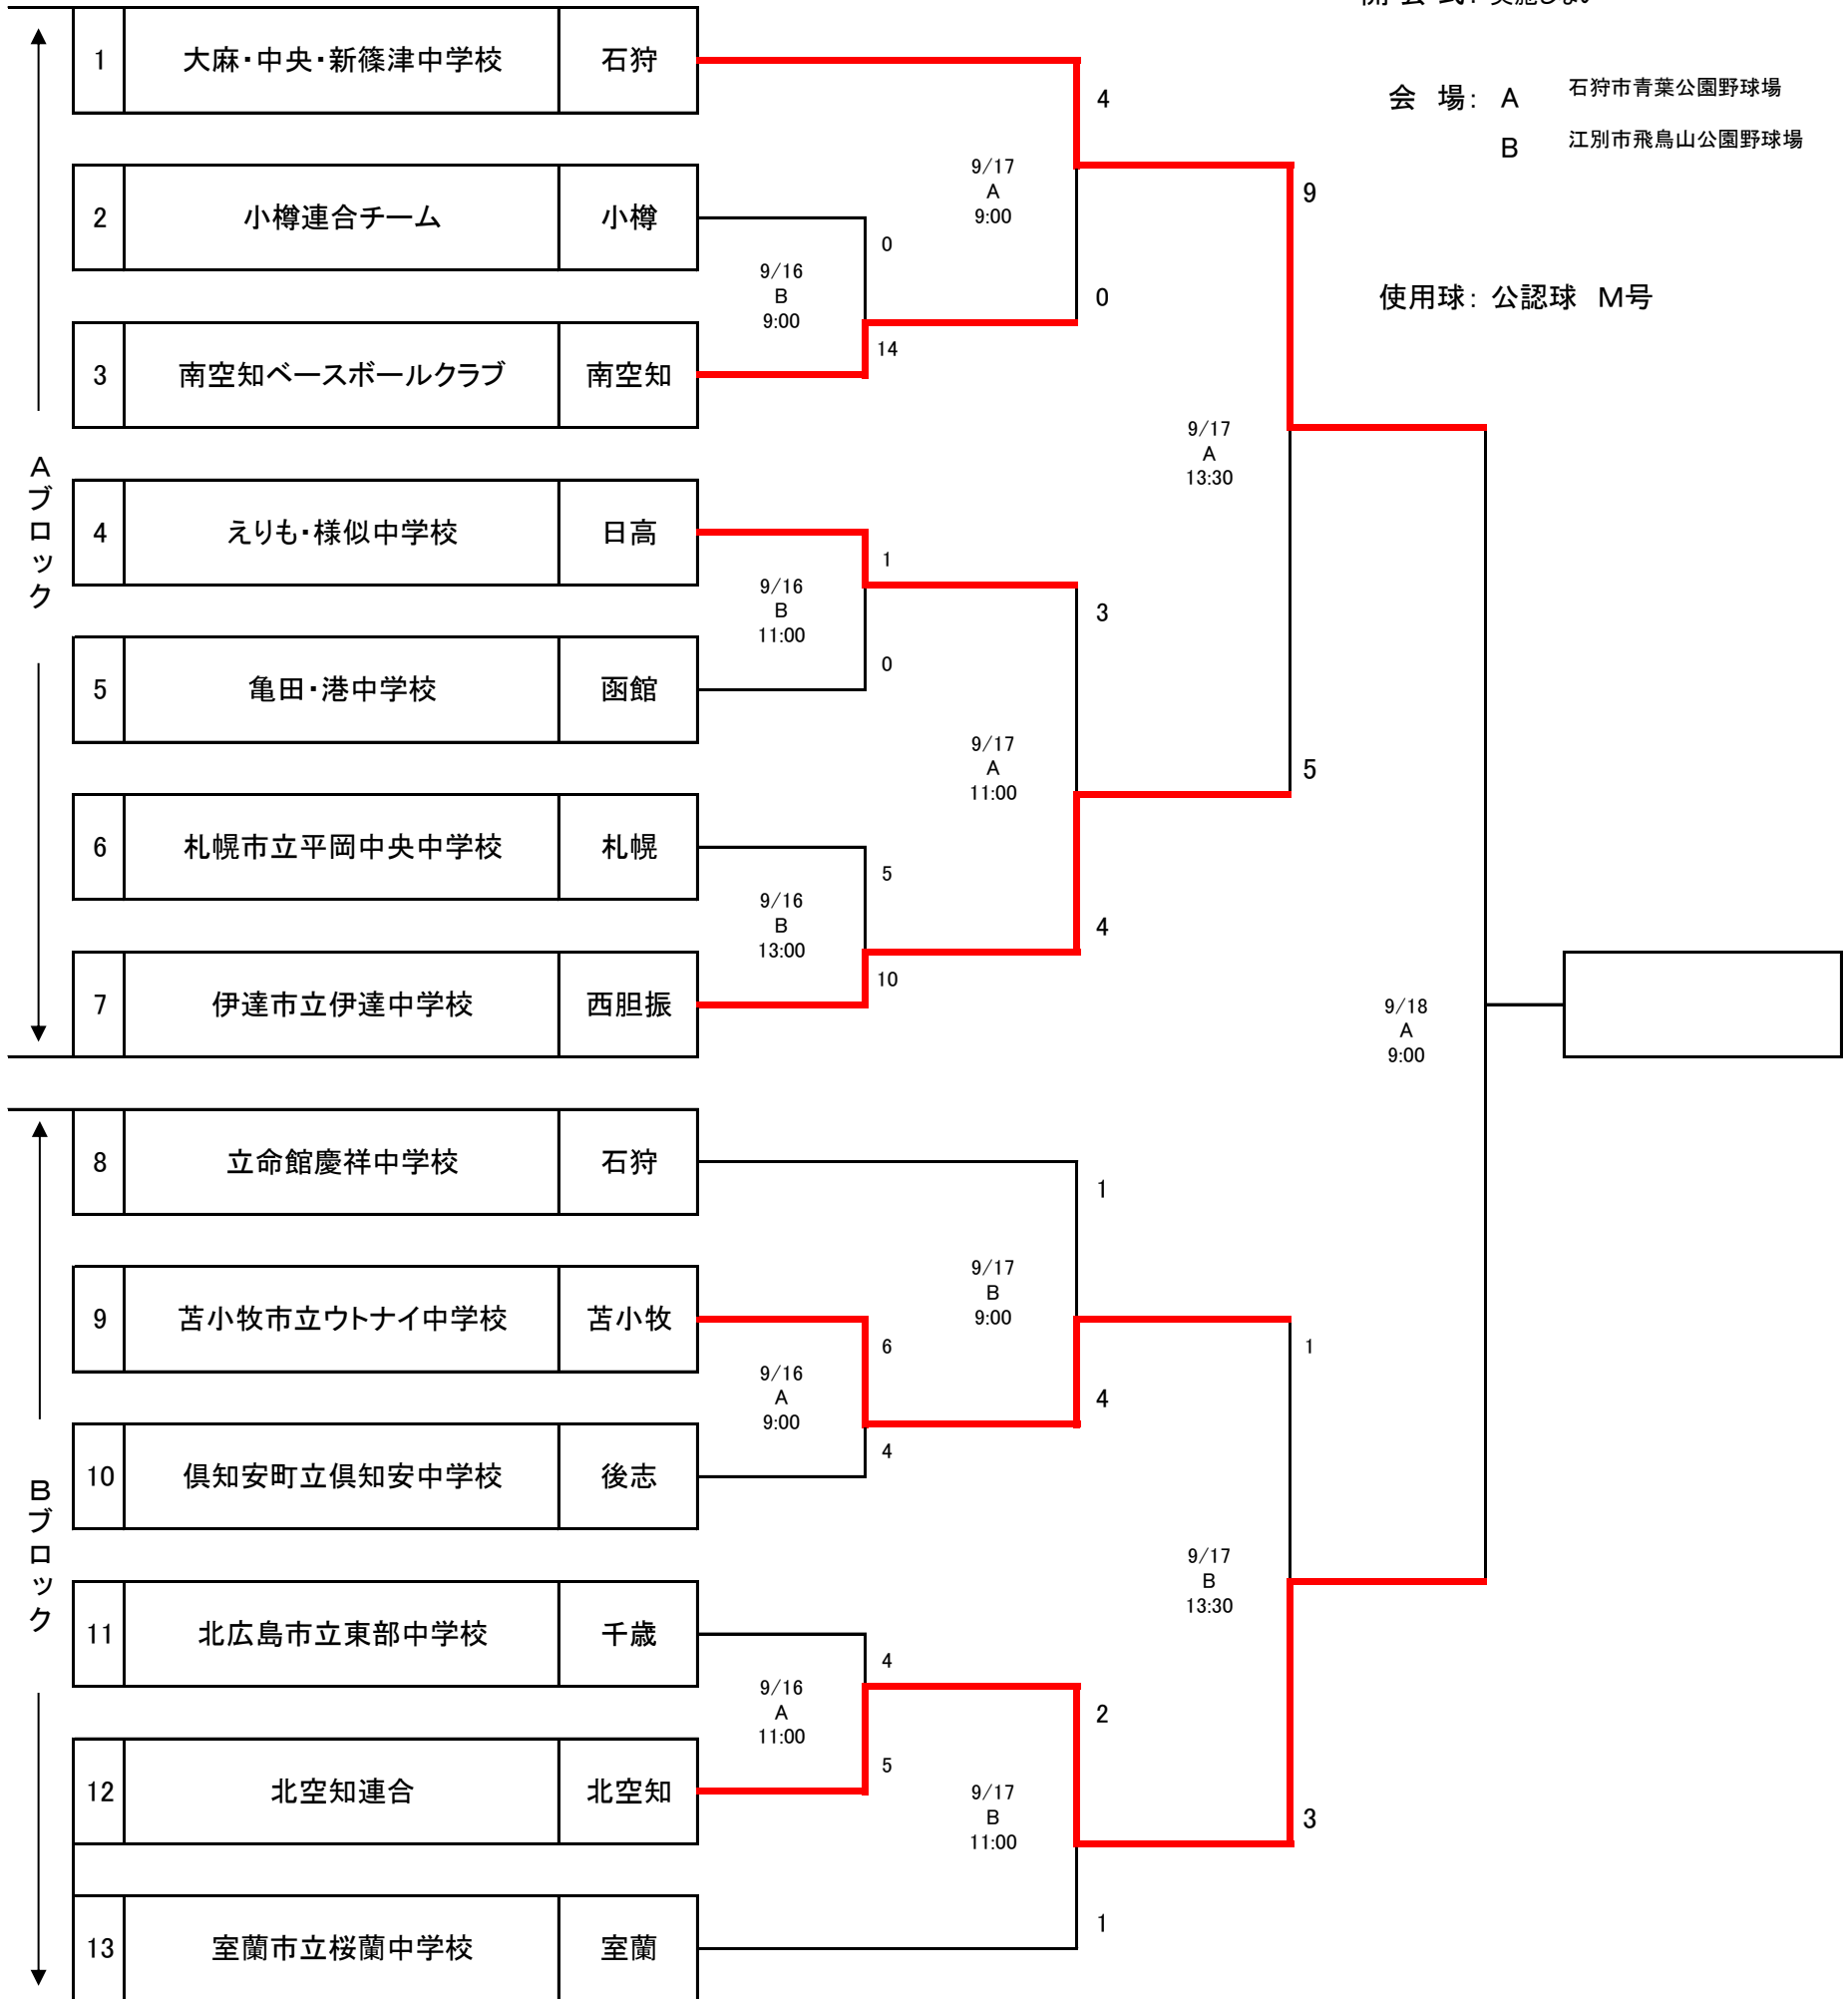 1 大麻・中央・新篠津中学校 石狩
4
会 場: A 石狩市青葉公園野球場
B 江別市飛鳥山公園野球場
9/17
A
9:00
9
2 小樽連合チーム 小樽
0
9/16
B
9:00
0
使用球: 公認球 M号
14
3 南空知ベースボールクラブ 南空知
9/17
A
13:30
Aブロック
4 えりも・様似中学校 日高
1
9/16
B
11:00
3
0
5 亀田・港中学校 函館
9/17
A
11:00
5
6 札幌市立平岡中央中学校 札幌
5
9/16
B
13:00
4
10
7 伊達市立伊達中学校 西胆振
9/18
A
9:00
8 立命館慶祥中学校 石狩
1
9/17
B
9:00
9 苫小牧市立ウトナイ中学校 苫小牧
6
1
9/16
A
9:00
4
4
10 倶知安町立倶知安中学校 後志
Bブロック
9/17
B
13:30
11 北広島市立東部中学校 千歳
4
9/16
A
11:00
2
5
12 北空知連合 北空知
9/17
B
11:00
3
1
13 室蘭市立桜蘭中学校 室蘭